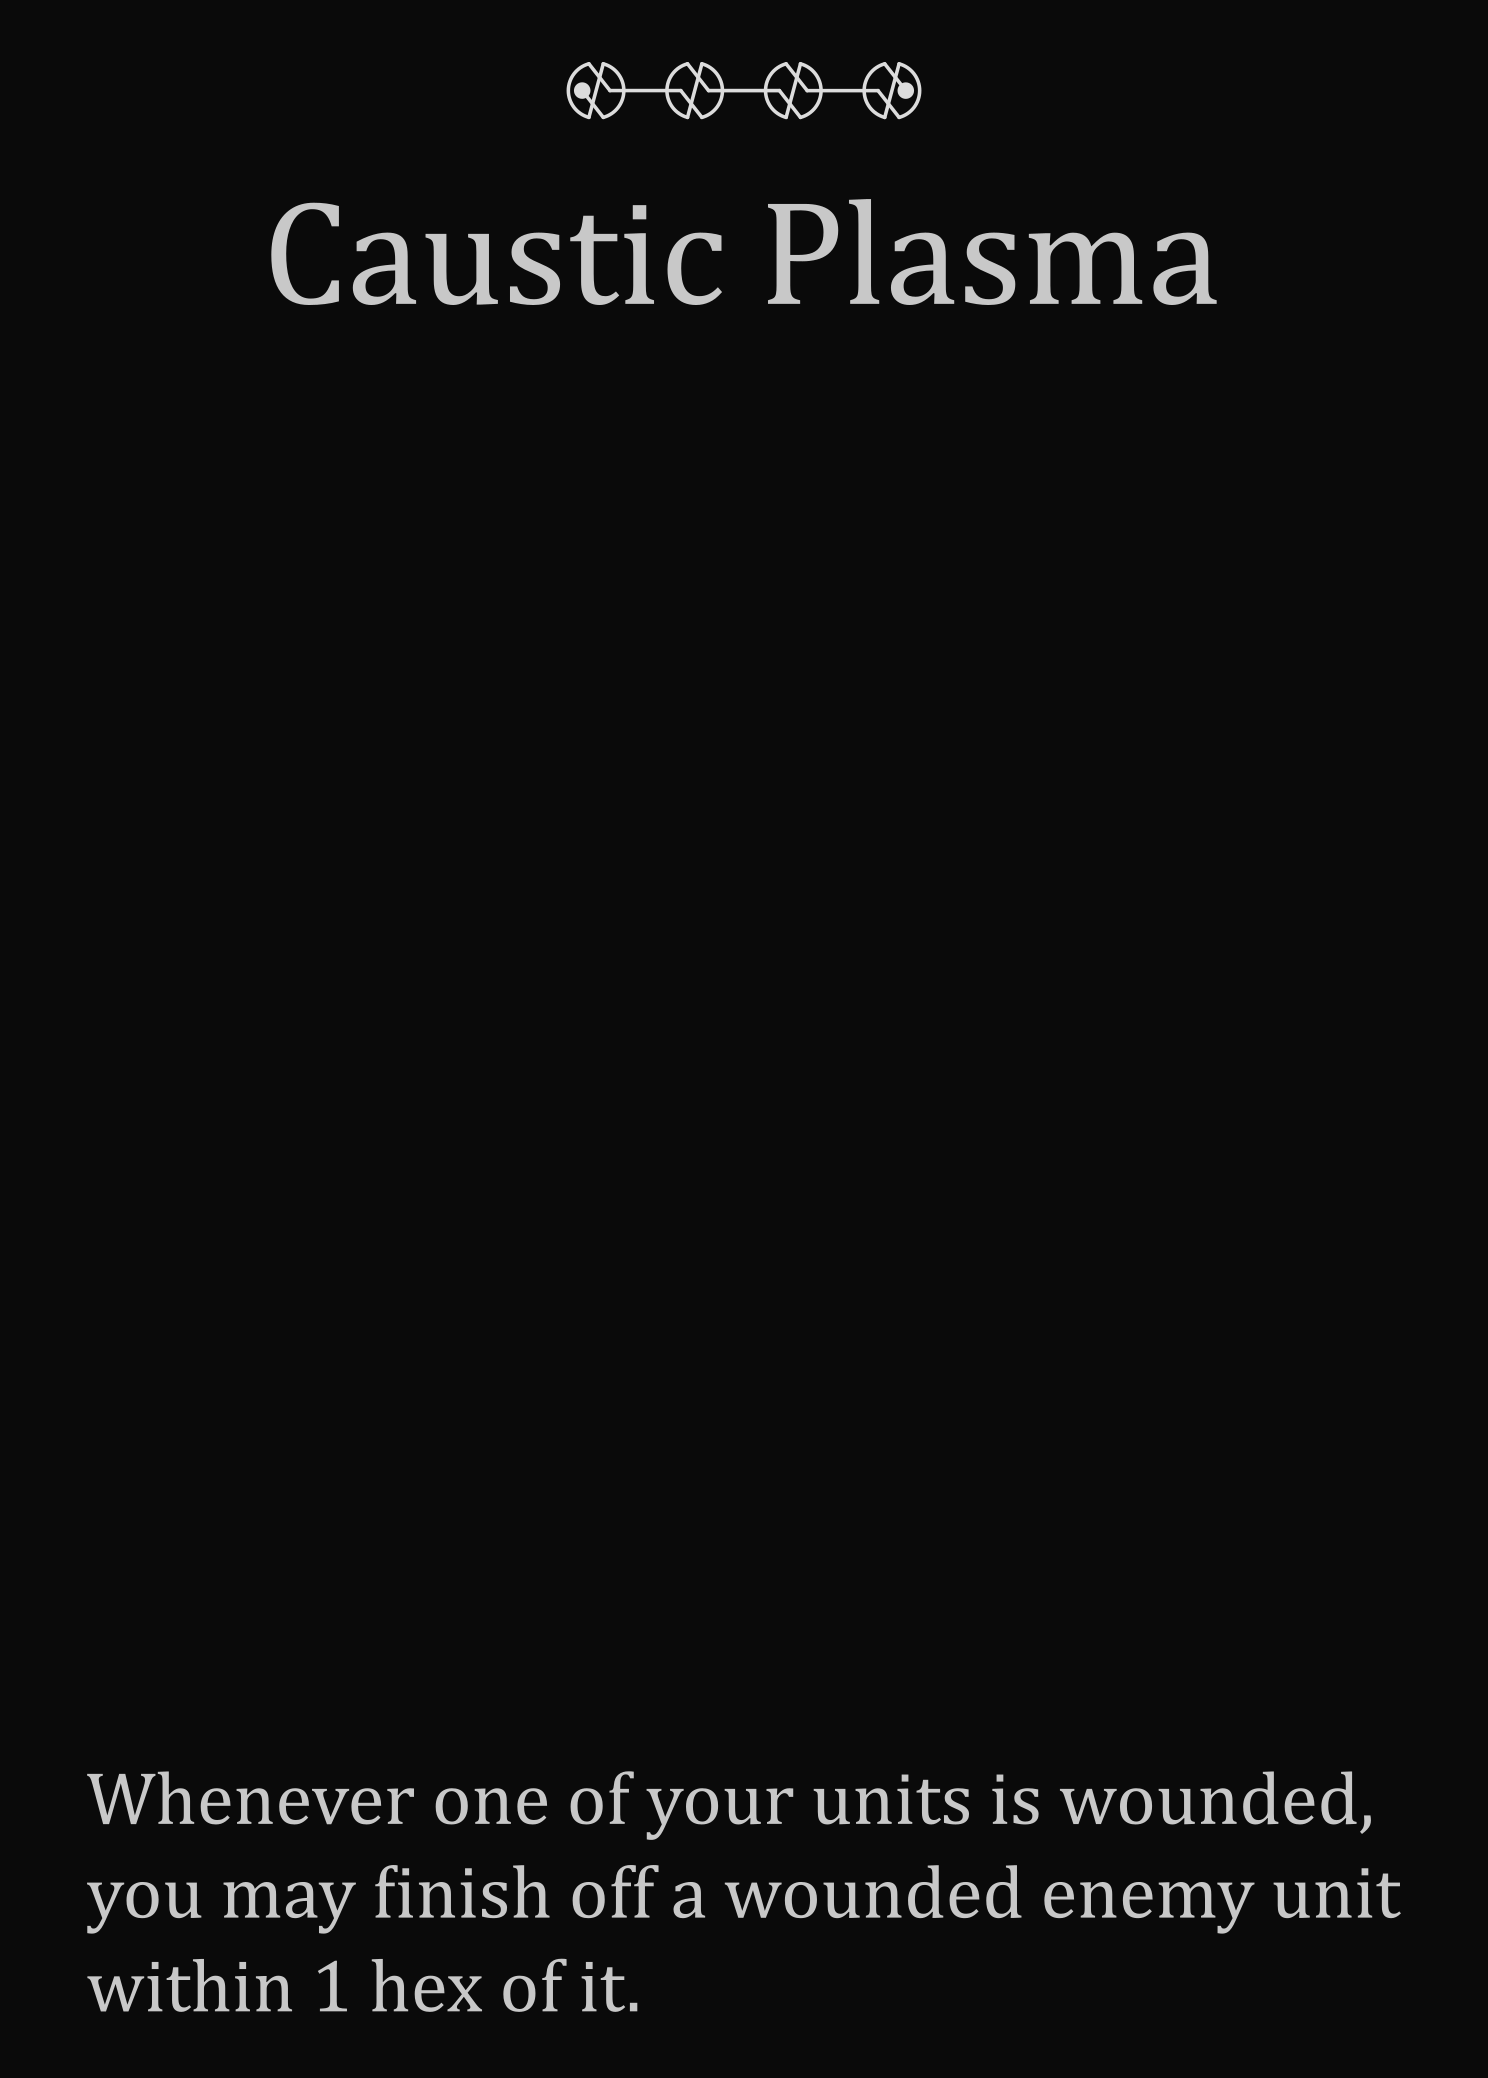 Caustic Plasma
Whenever one of your units is wounded,
you may finish off a wounded enemy unit
within 1 hex of it.